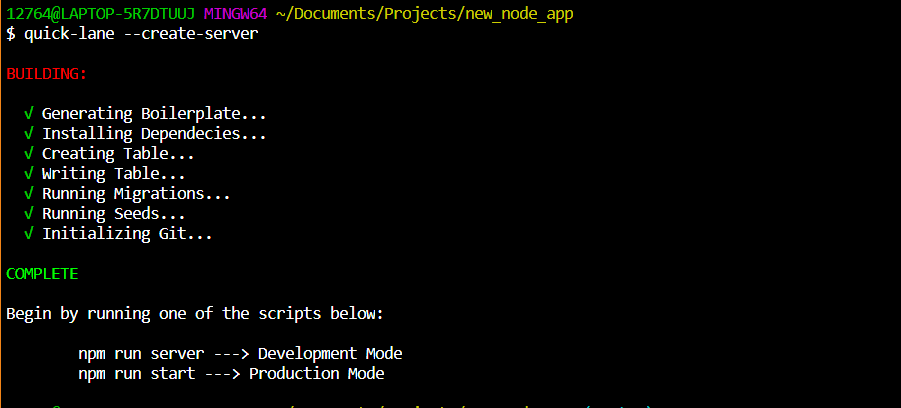 12764@LAPTOP-5R7DTUUJ MINGW64 ~/Documents/Projects/new_node_app
$ quick-lane --create-server
BUILDING:
√ Generating Boilerplate...
√ Installing Dependecies...
√ Creating Table...
√ Writing Table...
√ Running Migrations...
√ Running Seeds...
√ Initializing Git...
COMPLETE
Begin by running one of the scripts below:
npm run server ---> Development Mode
npm run start ---> Production Mode